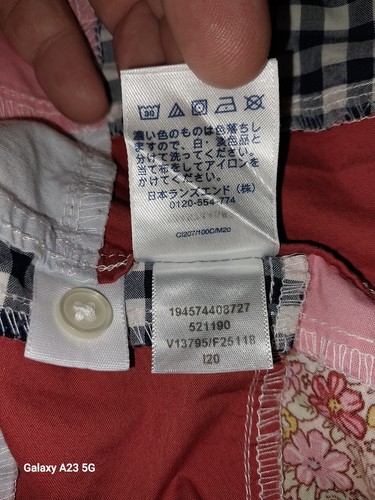 30
濃い色のものは色落ちし
ますので、白・淡色品と
分けて洗ってください。
当て布をしてアイロンを
かけてください。
日本ランズエンド（株）
0120-554-774
CI207/100C/M20
194574408727
521190
V13795/F25118
I20
Galaxy A23 5G